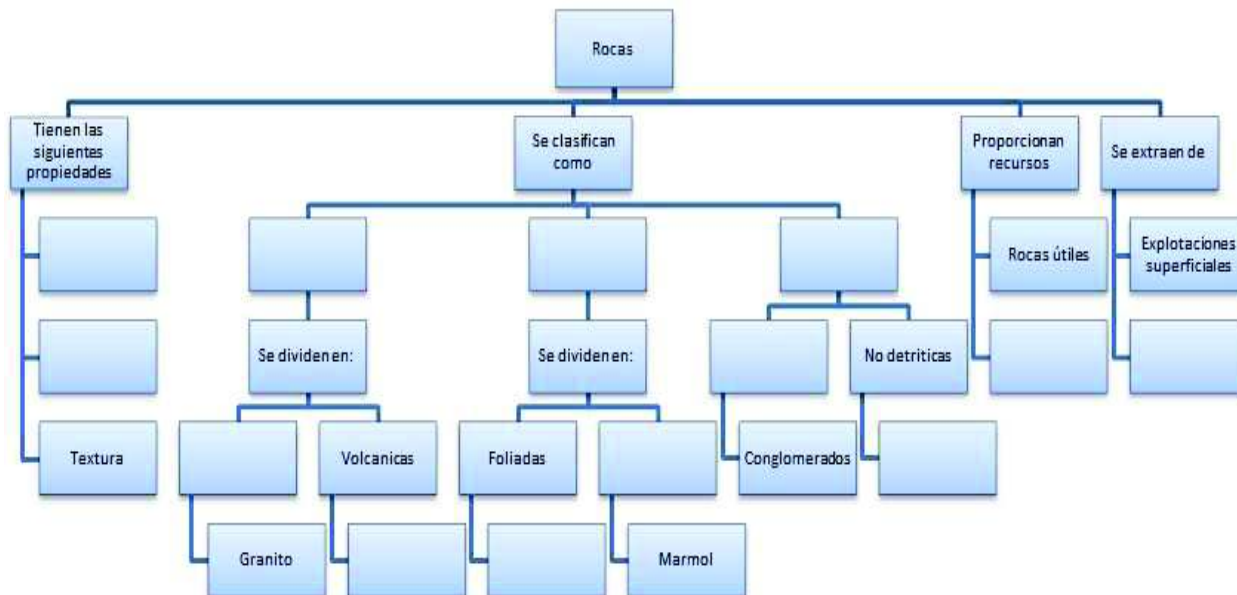 Rocas
Tienen las
siguientes
propiedades
Se clasifican
como
Proporcionan
recursos
Se extraen de
Rocas útiles
Explotaciones
superficiales
Se dividen en:
Se dividen en:
No detriticas
Textura
Volcanicas
Foliadas
Conglomerados
Granito
Marmol